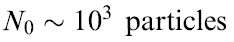 N₀ ∼ 10³ particles